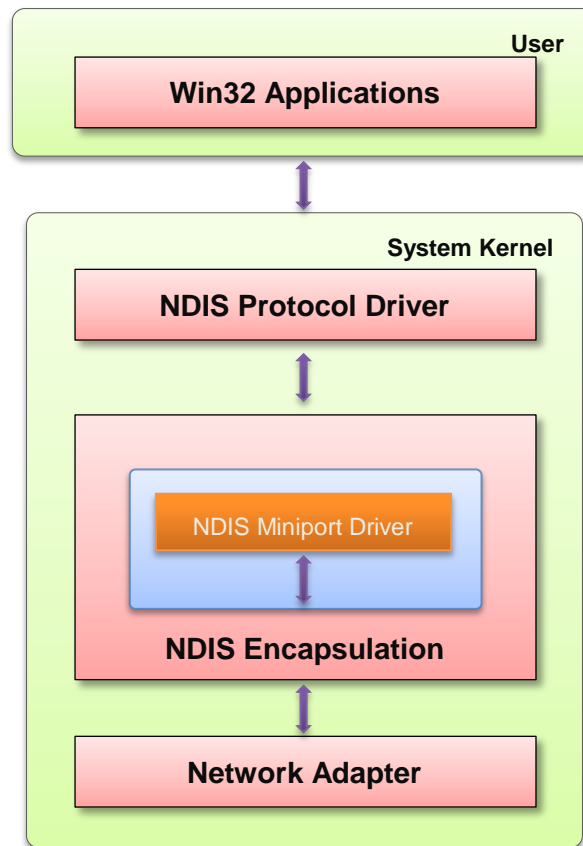 User
Win32 Applications
System Kernel
NDIS Protocol Driver
NDIS Miniport Driver
NDIS Encapsulation
Network Adapter